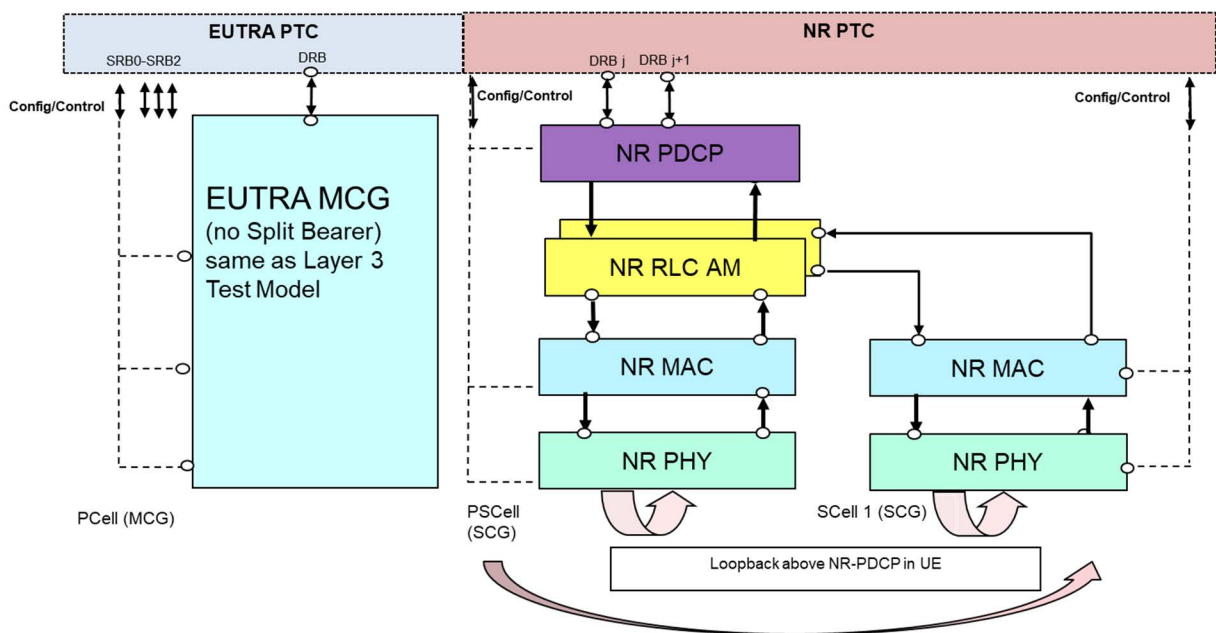 EUTRA PTC
NR PTC
SRB0-SRB2
DRB
DRB j
DRB j+1
Config/Control
Config/Control
Config/Control
NR PDCP
EUTRA MCG
(no Split Bearer)
same as Layer 3
Test Model
NR RLC AM
NR MAC
NR MAC
NR PHY
NR PHY
PCell (MCG)
PSCell
(SCG)
SCell 1 (SCG)
Loopback above NR-PDCP in UE